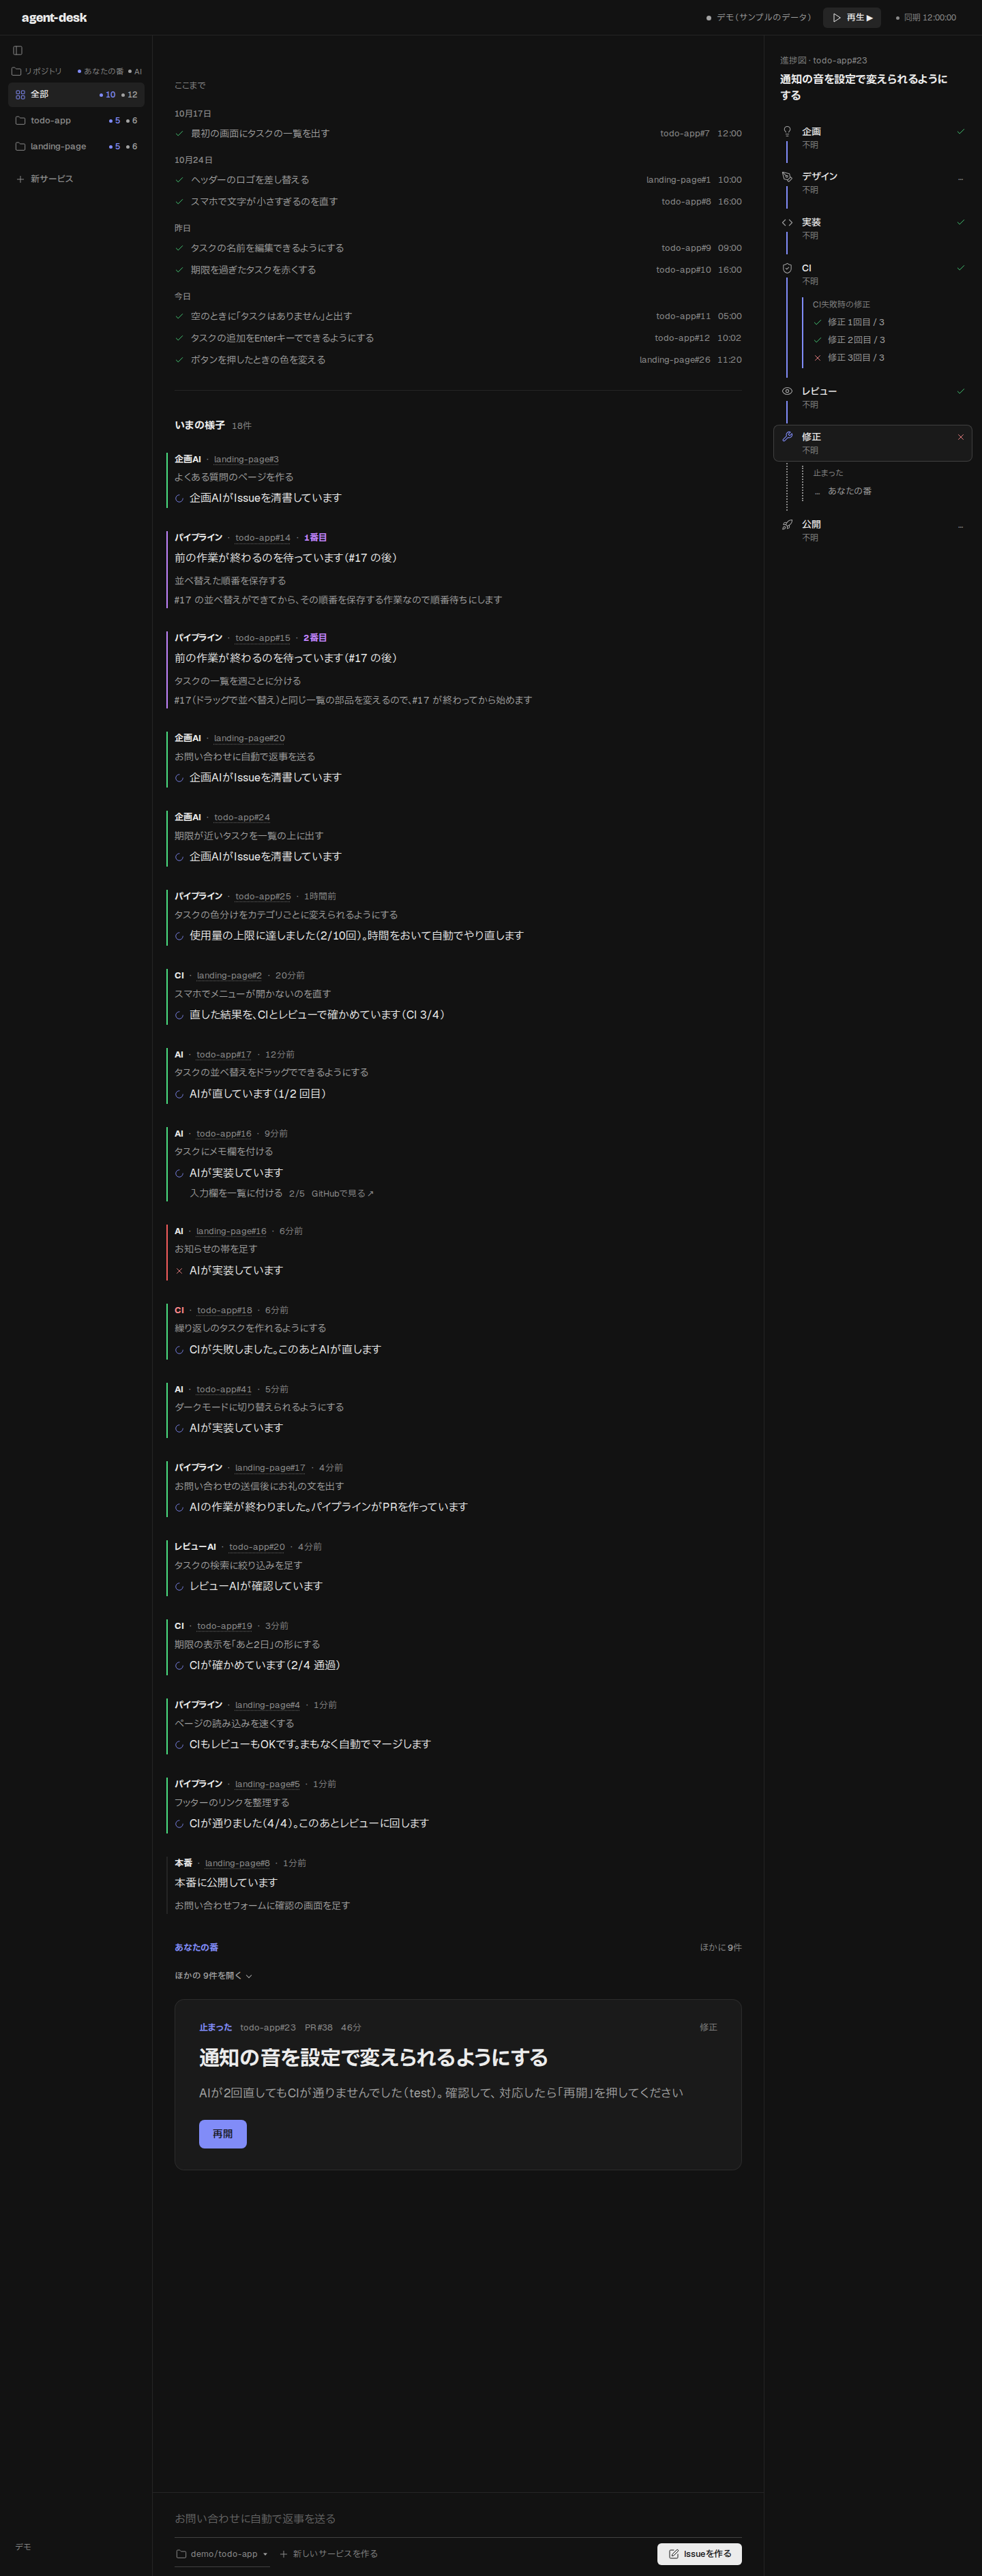 agent-desk
デモ(サンプルのデータ)
再生 ▶
同期 12:00:00
リポジトリ
あなたの番
AI
全部
10
12
todo-app
5
6
landing-page
5
6
新サービス
デモ
ここまで
10月17日
最初の画面にタスクの一覧を出す todo-app#7 12:00
10月24日
ヘッダーのロゴを差し替える landing-page#1 10:00
スマホで文字が小さすぎるのを直す todo-app#8 16:00
昨日
タスクの名前を編集できるようにする todo-app#9 09:00
期限を過ぎたタスクを赤くする todo-app#10 16:00
今日
空のときに「タスクはありません」と出す todo-app#11 05:00
タスクの追加をEnterキーでできるようにする todo-app#12 10:02
ボタンを押したときの色を変える landing-page#26 11:20
いまの様子 18件
企画AI · landing-page#3
よくある質問のページを作る
企画AIがIssueを清書しています
パイプライン · todo-app#14 · 1番目
前の作業が終わるのを待っています(#17 の後)
並べ替えた順番を保存する
#17 の並べ替えができてから、その順番を保存する作業なので順番待ちにします
パイプライン · todo-app#15 · 2番目
前の作業が終わるのを待っています(#17 の後)
タスクの一覧を週ごとに分ける
#17(ドラッグで並べ替え)と同じ一覧の部品を変えるので、#17 が終わってから始めます
企画AI · landing-page#20
お問い合わせに自動で返事を送る
企画AIがIssueを清書しています
企画AI · todo-app#24
期限が近いタスクを一覧の上に出す
企画AIがIssueを清書しています
パイプライン · todo-app#25 · 1時間前
タスクの色分けをカテゴリごとに変えられるようにする
使用量の上限に達しました(2/10回)。時間をおいて自動でやり直します
CI · landing-page#2 · 20分前
スマホでメニューが開かないのを直す
直した結果を、CIとレビューで確かめています(CI 3/4)
AI · todo-app#17 · 12分前
タスクの並べ替えをドラッグでできるようにする
AIが直しています(1/2 回目)
AI · todo-app#16 · 9分前
タスクにメモ欄を付ける
AIが実装しています
入力欄を一覧に付ける 2/5 GitHubで見る ↗
AI · landing-page#16 · 6分前
お知らせの帯を足す
AIが実装しています
CI · todo-app#18 · 6分前
繰り返しのタスクを作れるようにする
CIが失敗しました。このあとAIが直します
AI · todo-app#41 · 5分前
ダークモードに切り替えられるようにする
AIが実装しています
パイプライン · landing-page#17 · 4分前
お問い合わせの送信後にお礼の文を出す
AIの作業が終わりました。パイプラインがPRを作っています
レビューAI · todo-app#20 · 4分前
タスクの検索に絞り込みを足す
レビューAIが確認しています
CI · todo-app#19 · 3分前
期限の表示を「あと2日」の形にする
CIが確かめています(2/4 通過)
パイプライン · landing-page#4 · 1分前
ページの読み込みを速くする
CIもレビューもOKです。まもなく自動でマージします
パイプライン · landing-page#5 · 1分前
フッターのリンクを整理する
CIが通りました(4/4)。このあとレビューに回します
本番 · landing-page#8 · 1分前
本番に公開しています
お問い合わせフォームに確認の画面を足す
あなたの番 ほかに 9件
ほかの 9件を開く
止まった todo-app#23 PR #38 46分 修正
通知の音を設定で変えられるようにする
AIが2回直してもCIが通りませんでした(test)。確認して、対応したら「再開」を押してください
再開
お問い合わせに自動で返事を送る
demo/todo-app
新しいサービスを作る
Issueを作る
進捗図 · todo-app#23
通知の音を設定で変えられるように
する
企画
不明
デザイン
不明
実装
不明
CI
不明
CI失敗時の修正
修正 1回目 / 3
修正 2回目 / 3
修正 3回目 / 3
レビュー
不明
修正
不明
止まった
あなたの番
公開
不明